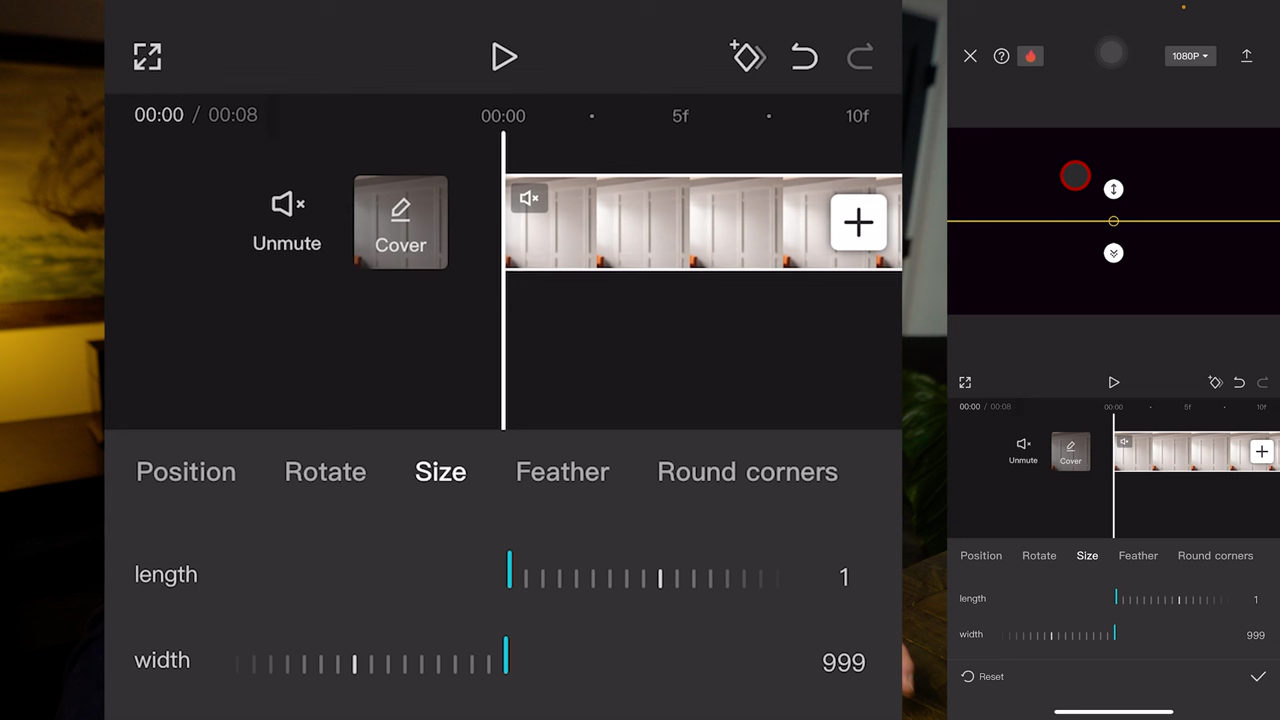 00:00 / 00:08
00:00
5f
10f
Unmute
Cover
Position
Rotate
Size
Feather
Round corners
length
1
width
999
1080P
00:00 / 00:08
00:00
5f
10f
Unmute
Cover
Position
Rotate
Size
Feather
Round corners
length
1
width
999
Reset